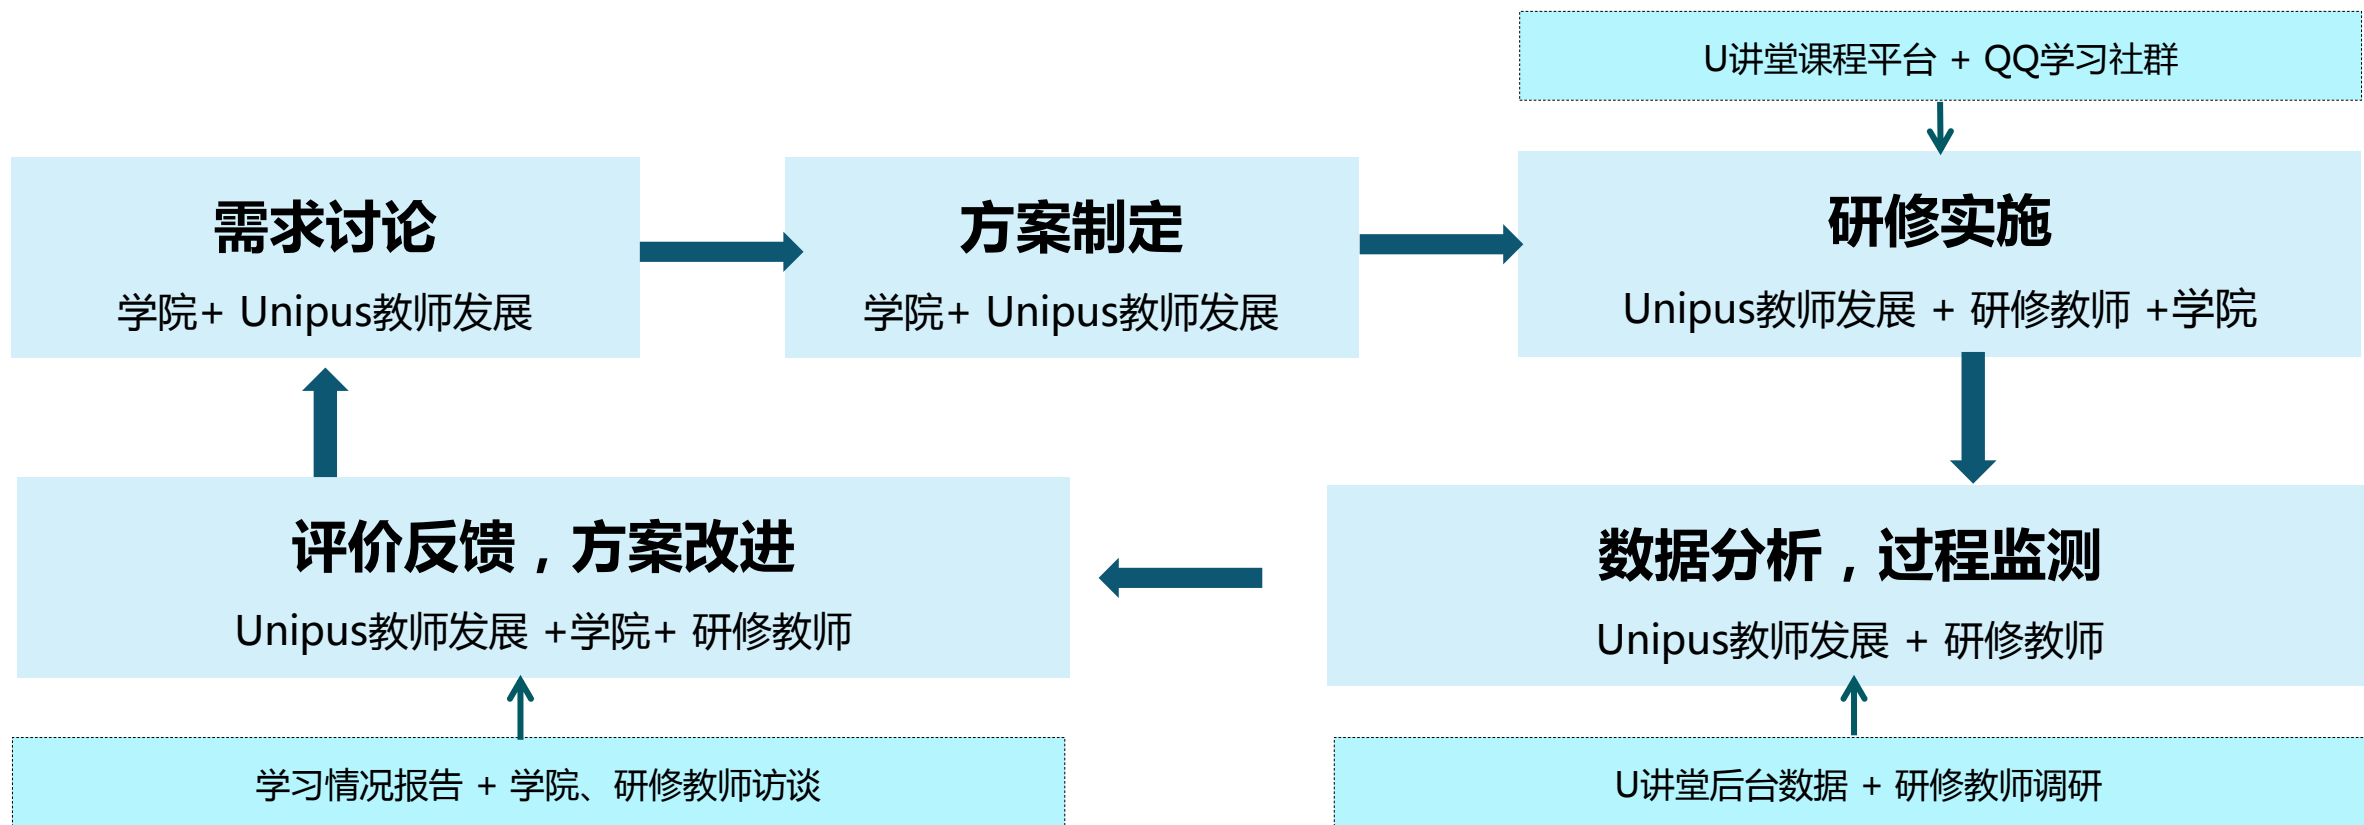 U讲堂课程平台 + QQ学习社群
需求讨论
学院+ Unipus教师发展
方案制定
学院+ Unipus教师发展
研修实施
Unipus教师发展 + 研修教师 +学院
评价反馈，方案改进
Unipus教师发展 +学院+ 研修教师
数据分析，过程监测
Unipus教师发展 + 研修教师
学习情况报告 + 学院、研修教师访谈
U讲堂后台数据 + 研修教师调研